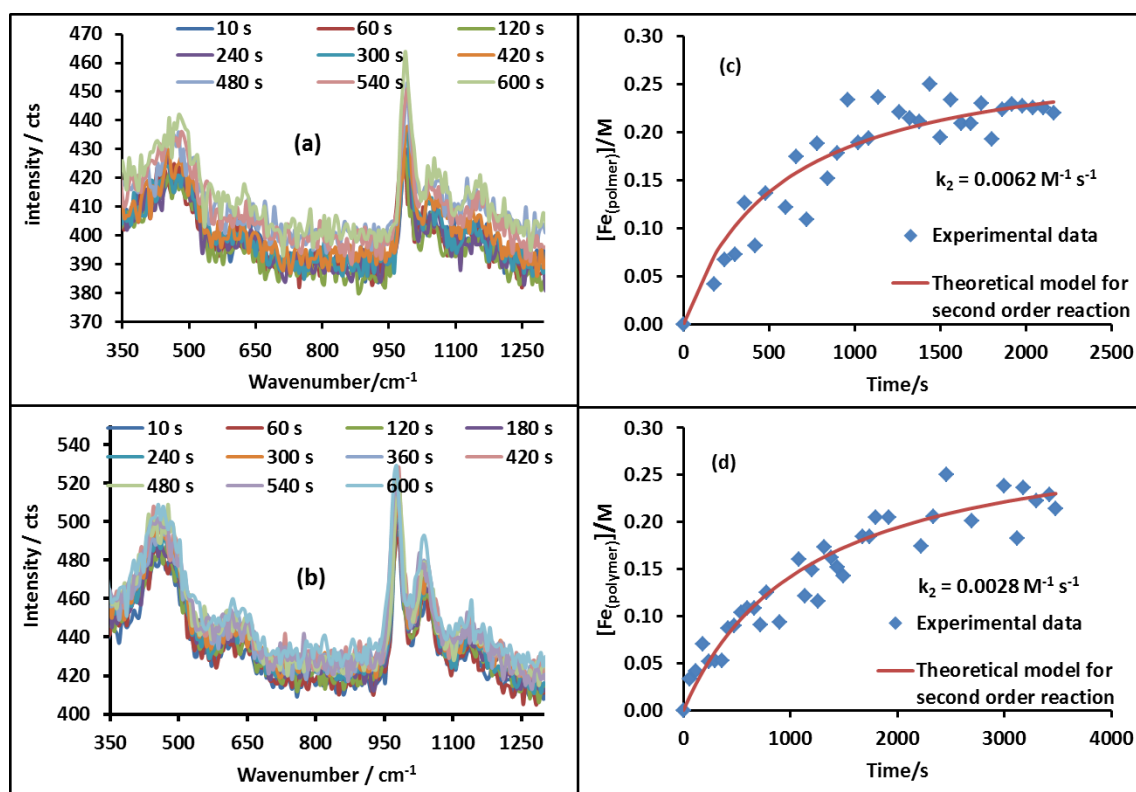 10 s 60 s 120 s
240 s 300 s 420 s
480 s 540 s 600 s
(a)
470
460
450
440
430
420
410
400
390
380
370
intensity / cts
350 500 650 800 950 1100 1250
Wavenumber/cm-1
0.30
0.25
0.20
0.15
0.10
0.05
0.00
[Fe(polmer)]/M
(c)
k2 = 0.0062 M-1 s-1
Experimental data
Theoretical model for
second order reaction
0 500 1000 1500 2000 2500
Time/s
10 s 60 s 120 s 180 s
240 s 300 s 360 s 420 s
480 s 540 s 600 s
(b)
540
520
500
480
460
440
420
400
Intensity / cts
350 500 650 800 950 1100 1250
Wavenumber / cm-1
0.30
0.25
0.20
0.15
0.10
0.05
0.00
[Fe(polymer)]/M
(d)
k2 = 0.0028 M-1 s-1
Experimental data
Theoretical model for
second order reaction
0 1000 2000 3000 4000
Time/s